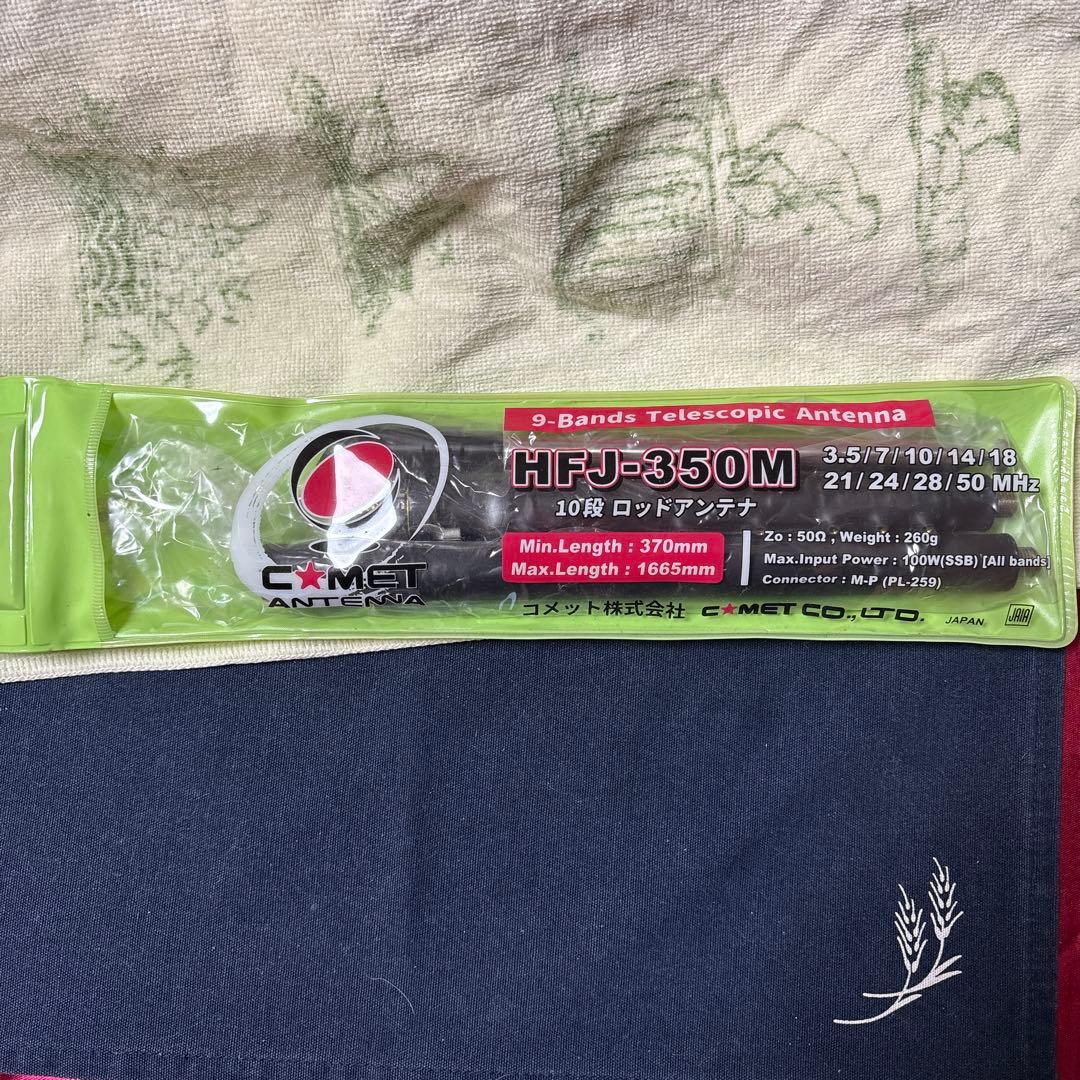 9-Bands Telescopic Antenna
HFJ-350M
3.5/7/10/14/18
21/24/28/50 MHz
10段 ロッドアンテナ
Min.Length : 370mm
Max.Length : 1665mm
Zo : 50Ω , Weight : 260g
Max.Input Power : 100W(SSB) [All bands]
Connector : M-P (PL-259)
C★MET
ANTENNA
コメット株式会社 C★MET CO.,LTD. JAPAN JAIA